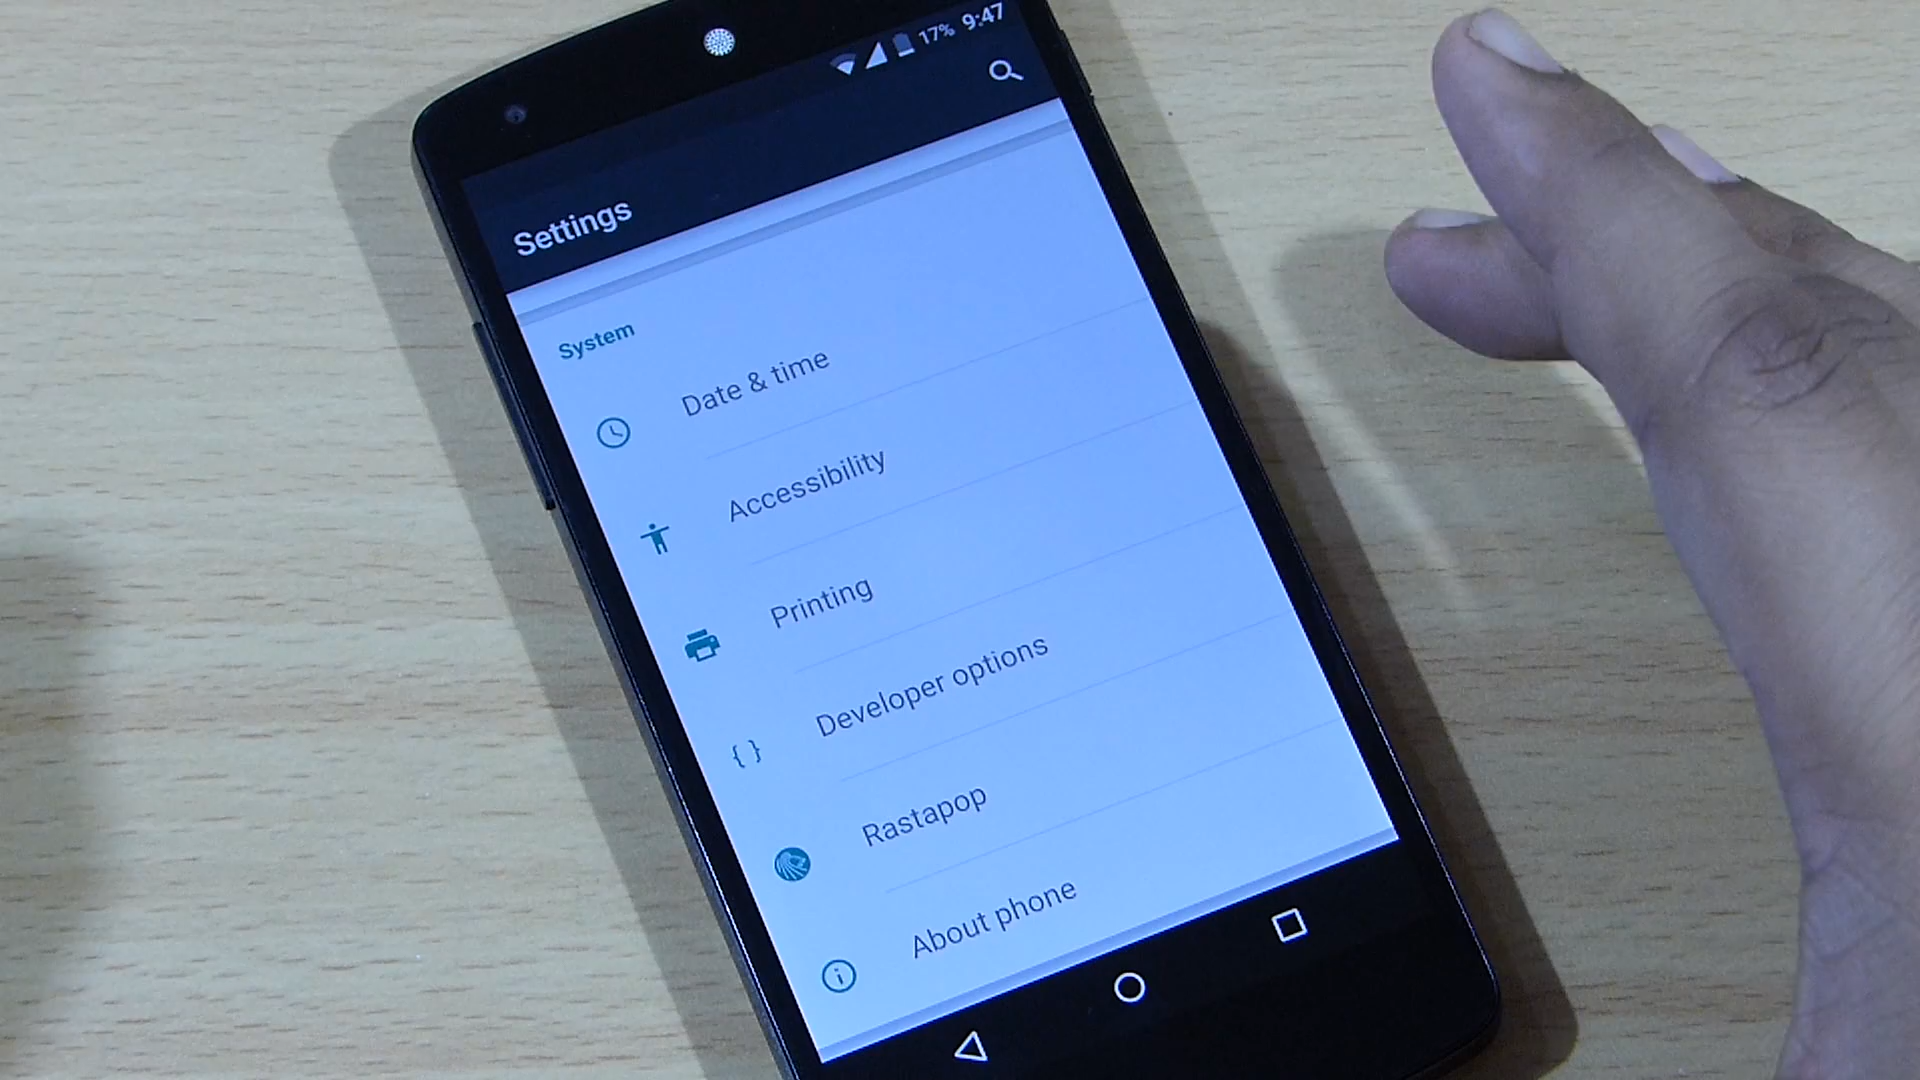 17% 9:47
Settings
System
Date & time
Accessibility
Printing
{ } Developer options
Rastapop
About phone